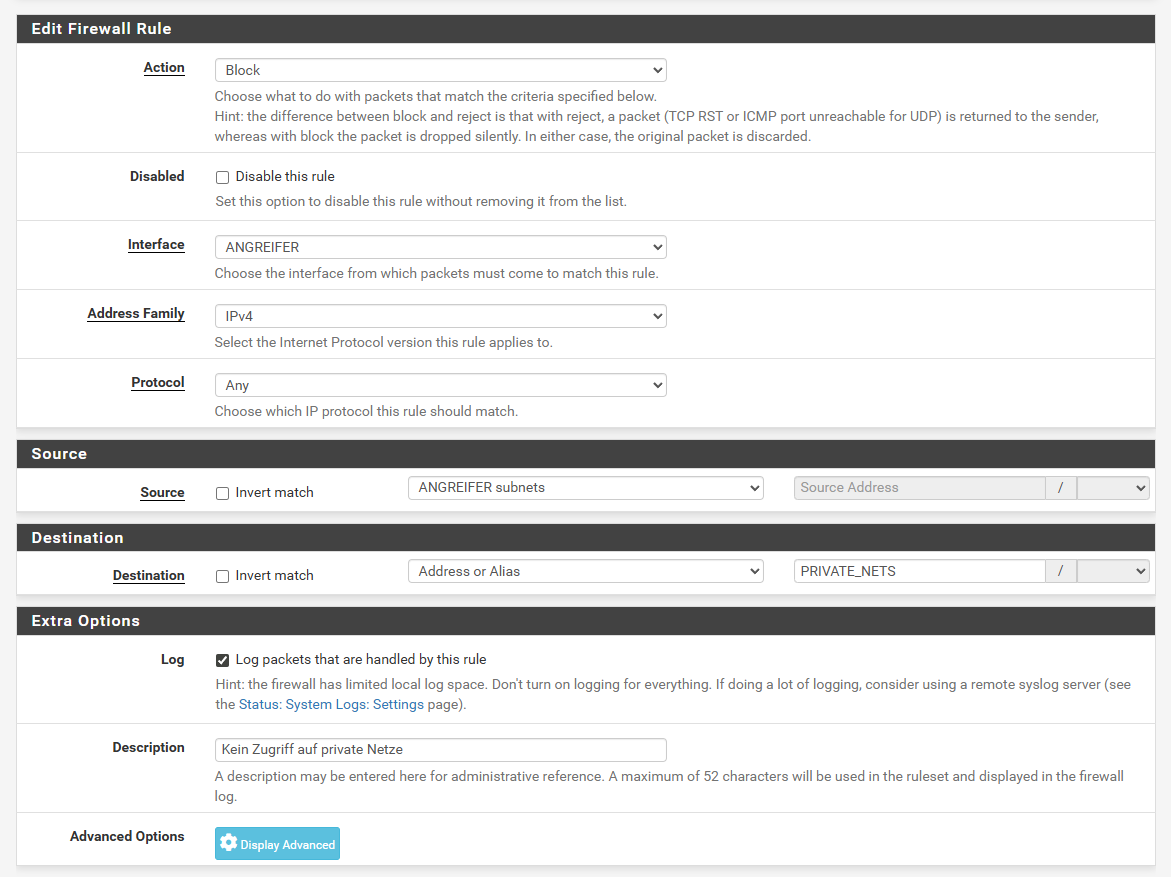 Edit Firewall Rule
Action
Block
Choose what to do with packets that match the criteria specified below.
Hint: the difference between block and reject is that with reject, a packet (TCP RST or ICMP port unreachable for UDP) is returned to the sender,
whereas with block the packet is dropped silently. In either case, the original packet is discarded.
Disabled
Disable this rule
Set this option to disable this rule without removing it from the list.
Interface
ANGREIFER
Choose the interface from which packets must come to match this rule.
Address Family
IPv4
Select the Internet Protocol version this rule applies to.
Protocol
Any
Choose which IP protocol this rule should match.
Source
Source
Invert match
ANGREIFER subnets
Source Address
/
Destination
Destination
Invert match
Address or Alias
PRIVATE_NETS
/
Extra Options
Log
Log packets that are handled by this rule
Hint: the firewall has limited local log space. Don't turn on logging for everything. If doing a lot of logging, consider using a remote syslog server (see
the Status: System Logs: Settings page).
Description
Kein Zugriff auf private Netze
A description may be entered here for administrative reference. A maximum of 52 characters will be used in the ruleset and displayed in the firewall
log.
Advanced Options
Display Advanced